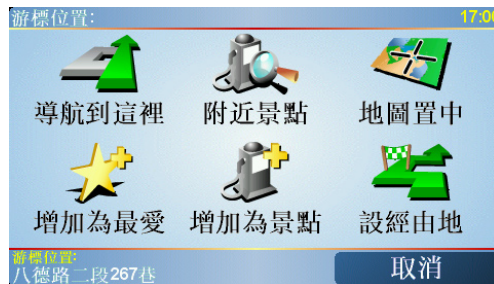 游標位置:
17:00
導航到這裡
附近景點
地圖置中
增加為最愛
增加為景點
設經由地
游標位置:
八德路二段267巷
取消